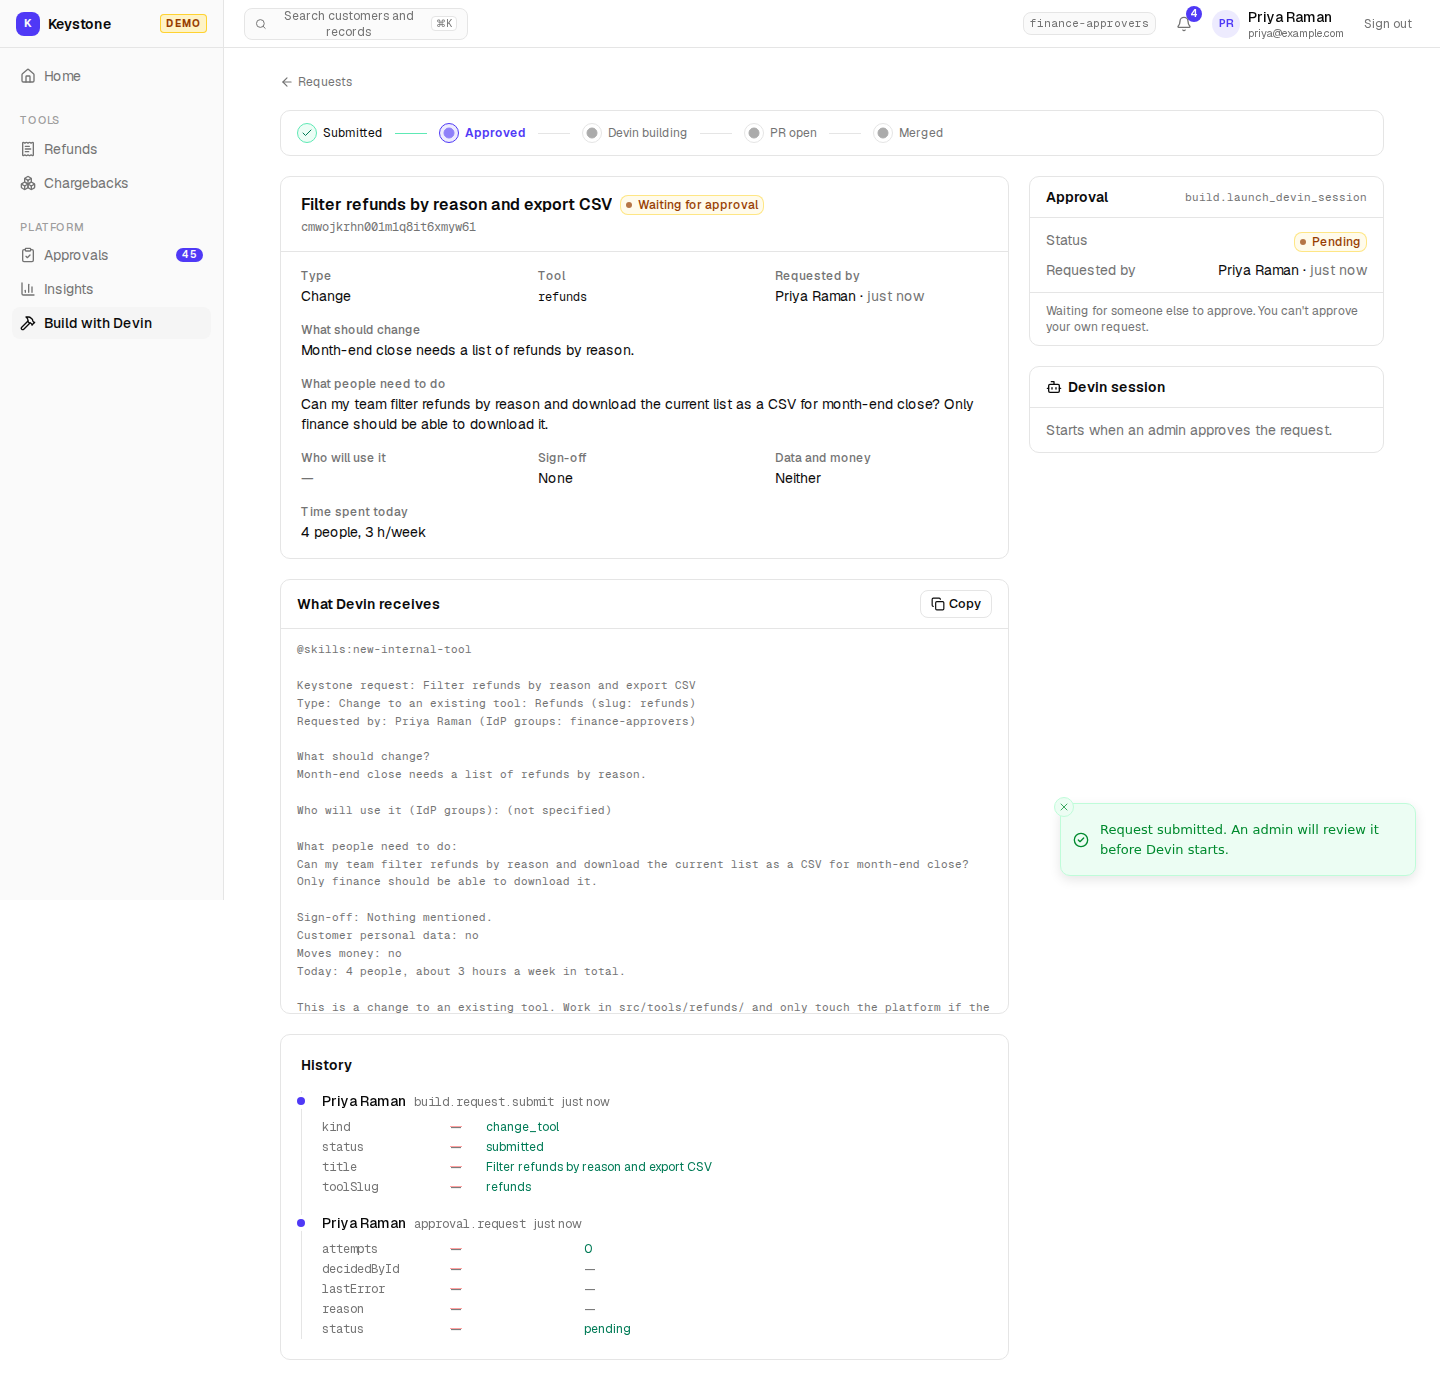 K Keystone DEMO
Search customers and records ⌘K
finance-approvers
4
PR Priya Raman
priya@example.com
Sign out
Home
TOOLS
Refunds
Chargebacks
PLATFORM
Approvals 45
Insights
Build with Devin
Requests
Submitted Approved Devin building PR open Merged
Filter refunds by reason and export CSV Waiting for approval
cmwojkrhn001m1q8it6xmyw61
Type Tool Requested by
Change refunds Priya Raman · just now
What should change
Month-end close needs a list of refunds by reason.
What people need to do
Can my team filter refunds by reason and download the current list as a CSV for month-end close? Only
finance should be able to download it.
Who will use it Sign-off Data and money
— None Neither
Time spent today
4 people, 3 h/week
Approval build.launch_devin_session
Status Pending
Requested by Priya Raman · just now
Waiting for someone else to approve. You can't approve
your own request.
Devin session
Starts when an admin approves the request.
What Devin receives Copy
@skills:new-internal-tool
Keystone request: Filter refunds by reason and export CSV
Type: Change to an existing tool: Refunds (slug: refunds)
Requested by: Priya Raman (IdP groups: finance-approvers)
What should change?
Month-end close needs a list of refunds by reason.
Who will use it (IdP groups): (not specified)
What people need to do:
Can my team filter refunds by reason and download the current list as a CSV for month-end close?
Only finance should be able to download it.
Sign-off: Nothing mentioned.
Customer personal data: no
Moves money: no
Today: 4 people, about 3 hours a week in total.
This is a change to an existing tool. Work in src/tools/refunds/ and only touch the platform if the
Request submitted. An admin will review it
before Devin starts.
History
Priya Raman build.request.submit just now
kind — change_tool
status — submitted
title — Filter refunds by reason and export CSV
toolSlug — refunds
Priya Raman approval.request just now
attempts — 0
decidedById — —
lastError — —
reason — —
status — pending